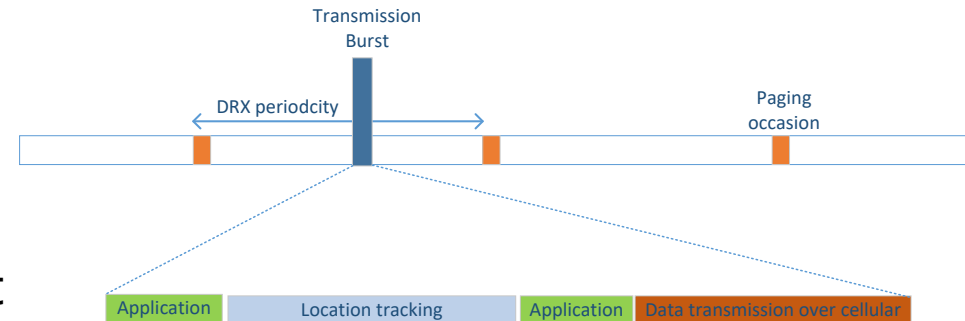 Transmission
Burst
DRX periodcity
Paging
occasion
Application
Location tracking
Application
Data transmission over cellular